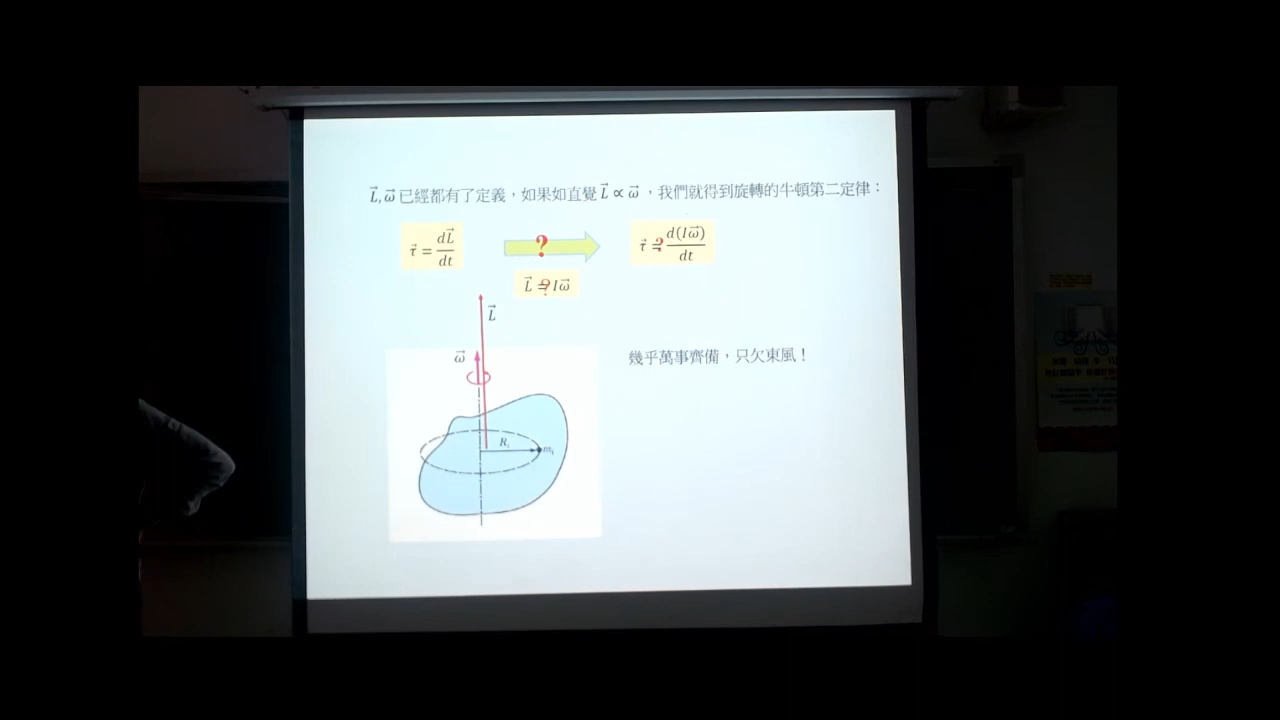 L⃗, ω⃗ 已經都有了定義，如果如直覺 L⃗ ∝ ω⃗ ，我們就得到旋轉的牛頓第二定律：
τ⃗ = dL⃗/dt ? τ⃗ =? d(Iω⃗)/dt
L⃗ =? Iω⃗
L⃗
ω⃗
幾乎萬事齊備，只欠東風！
Rᵢ mᵢ